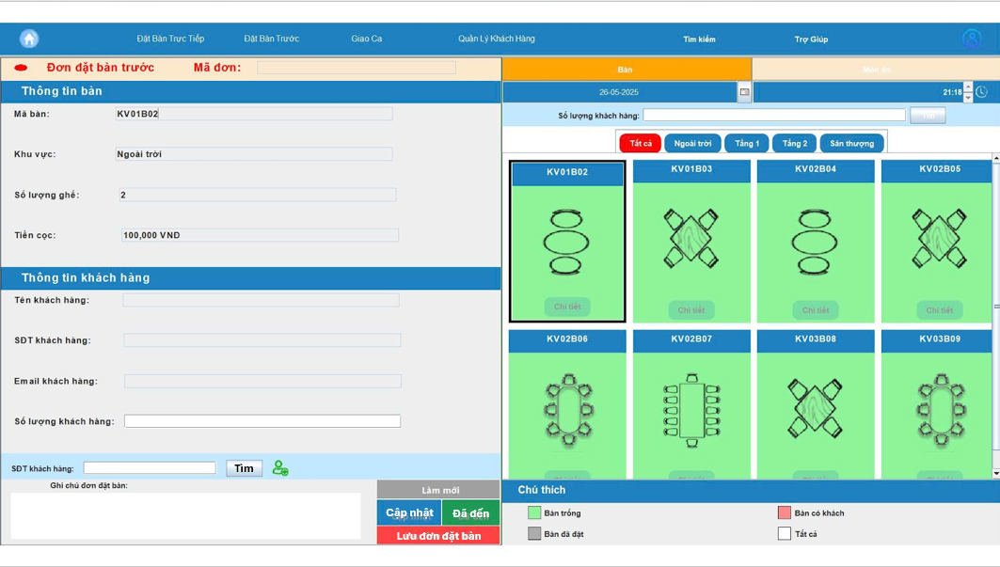 Đặt Bàn Trực Tiếp Đặt Bàn Trước Giao Ca Quản Lý Khách Hàng Tìm kiếm Trợ Giúp
Đơn đặt bàn trước Mã đơn:
Thông tin bàn
Mã bàn: KV01B02
Khu vực: Ngoài trời
Số lượng ghế: 2
Tiền cọc: 100,000 VND
Thông tin khách hàng
Tên khách hàng:
SĐT khách hàng:
Email khách hàng:
Số lượng khách hàng:
SĐT khách hàng: Tìm
Ghi chú đơn đặt bàn:
Làm mới
Cập nhật Đã đến
Lưu đơn đặt bàn
Bàn Món ăn
26-05-2025 21:18
Số lượng khách hàng:
Tất cả Ngoài trời Tầng 1 Tầng 2 Sân thượng
KV01B02 KV01B03 KV02B04 KV02B05
Chi tiết Chi tiết Chi tiết Chi tiết
KV02B06 KV02B07 KV03B08 KV03B09
Chú thích
Bàn trống Bàn có khách
Bàn đã đặt Tất cả